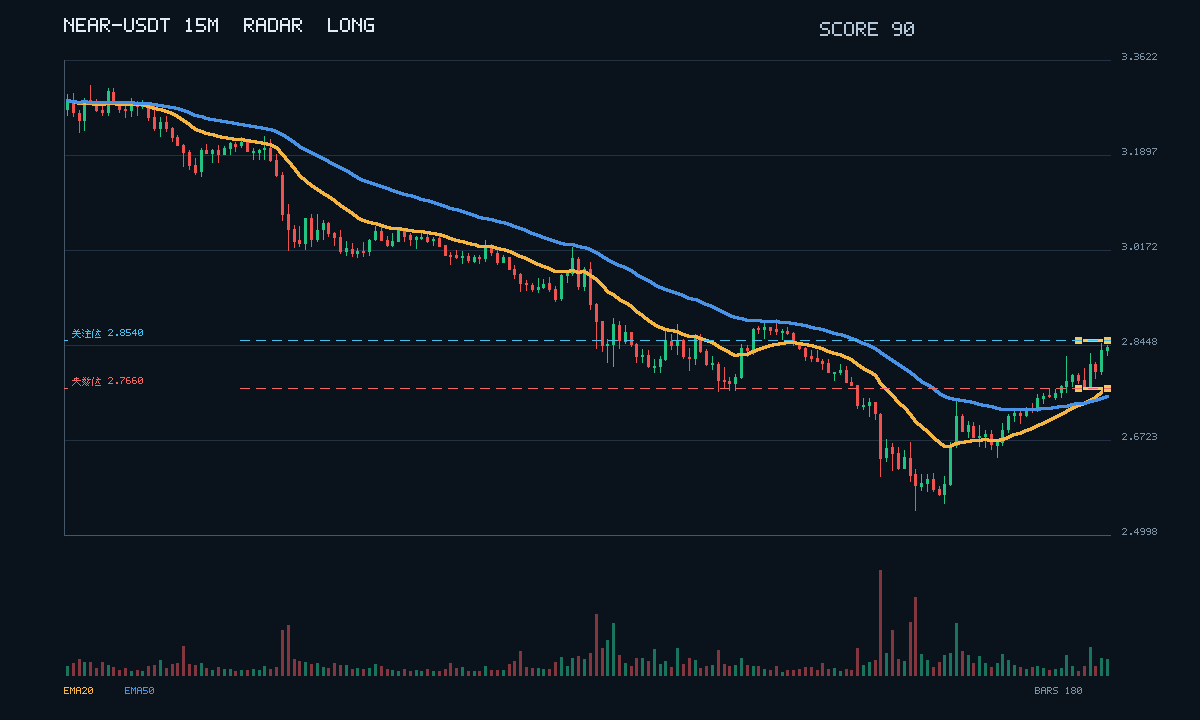 NEAR-USDT 15M  RADAR  LONG
SCORE 90
3.3622
3.1897
3.0172
关注位 2.8540
2.8448
失效位 2.7660
2.6723
2.4998
EMA20
EMA50
BARS 180